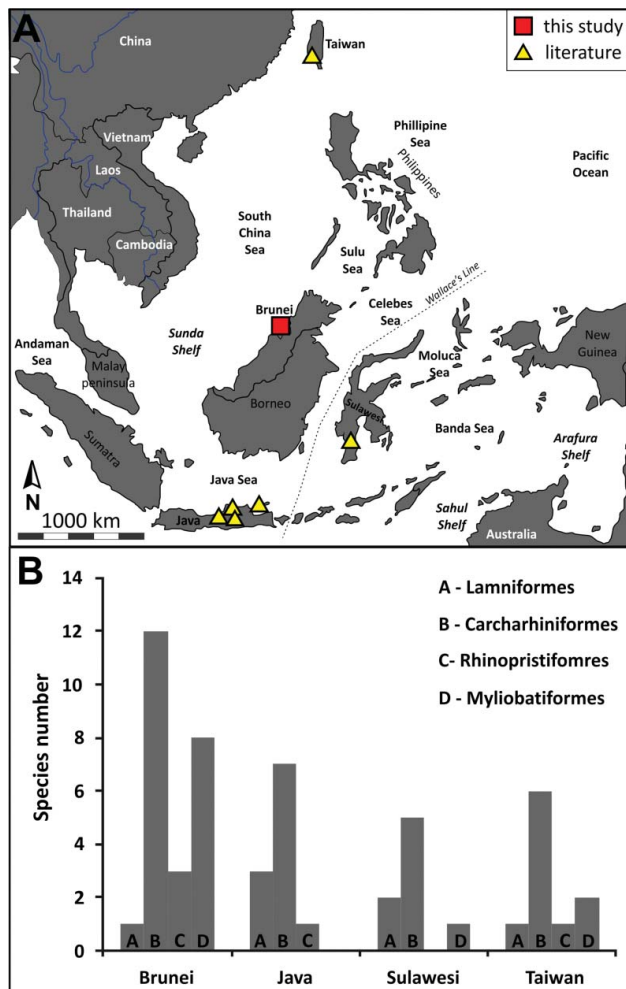 A
this study
literature
China
Taiwan
Vietnam
Laos
Thailand
Cambodia
Phillipine
Sea
Philippines
Pacific
Ocean
South
China
Sea
Sulu
Sea
Brunei
Celebes
Sea
Wallace's Line
Andaman
Sea
Sunda
Shelf
Malay
peninsula
Moluca
Sea
New
Guinea
Borneo
Sulawesi
Sumatra
Banda Sea
Arafura
Shelf
Java Sea
N
1000 km
Java
Sahul
Shelf
Australia
B
14
12
10
8
6
4
2
0
Species number
A - Lamniformes
B - Carcharhiniformes
C- Rhinopristifomres
D - Myliobatiformes
A B C D
A B C
A B D
A B C D
Brunei Java Sulawesi Taiwan